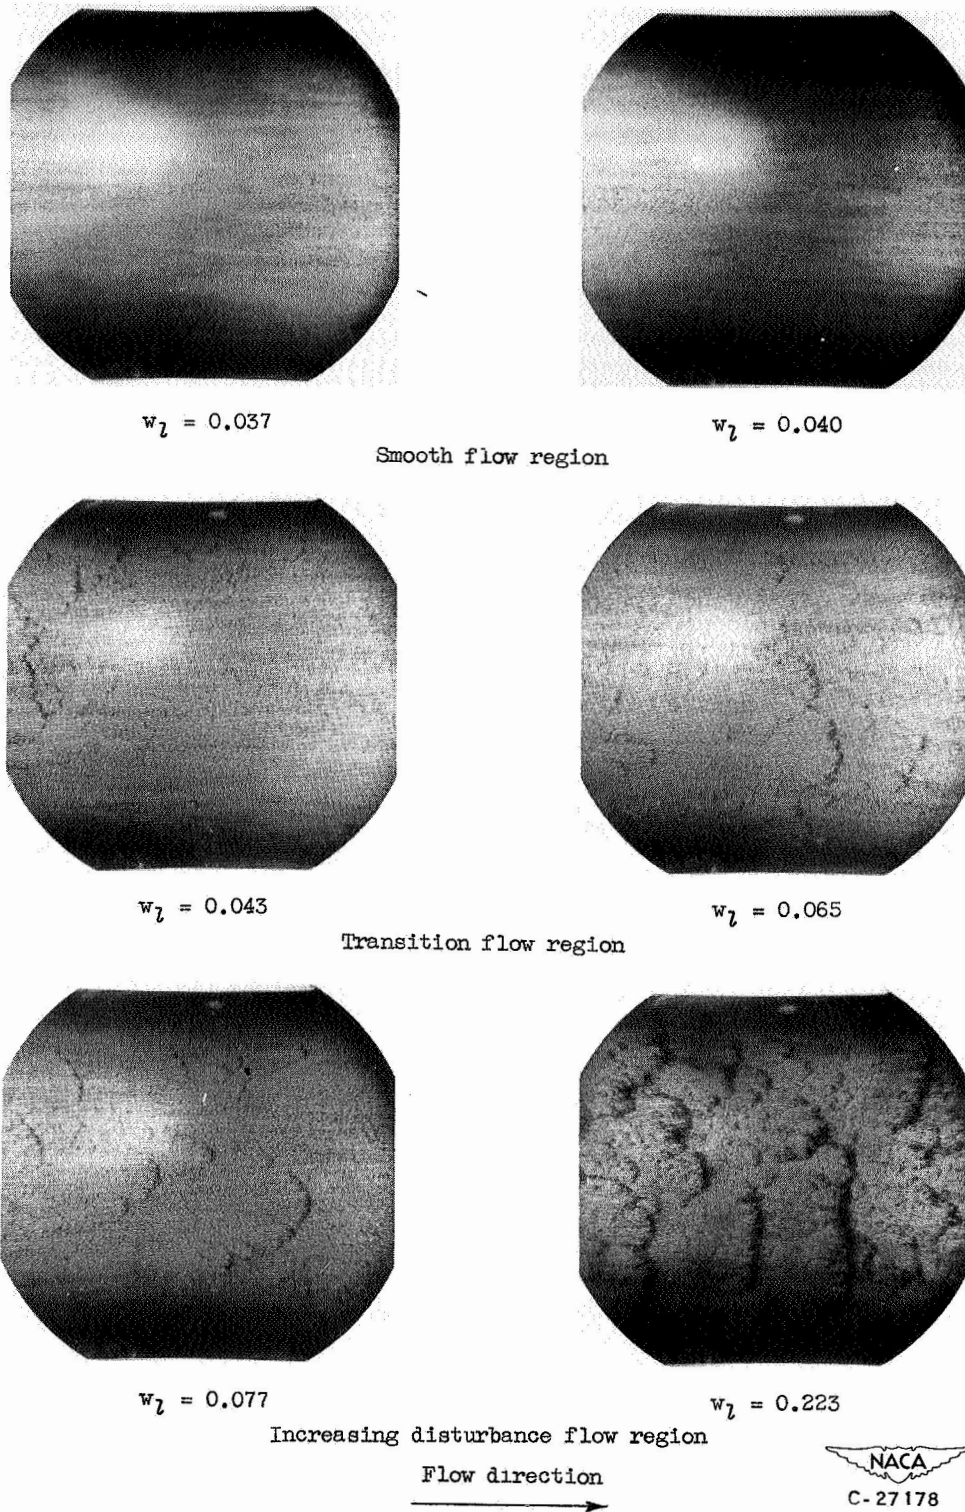 w_l = 0.037 w_l = 0.040
Smooth flow region
w_l = 0.043 w_l = 0.065
Transition flow region
w_l = 0.077 w_l = 0.223
Increasing disturbance flow region
Flow direction
NACA
C-27178